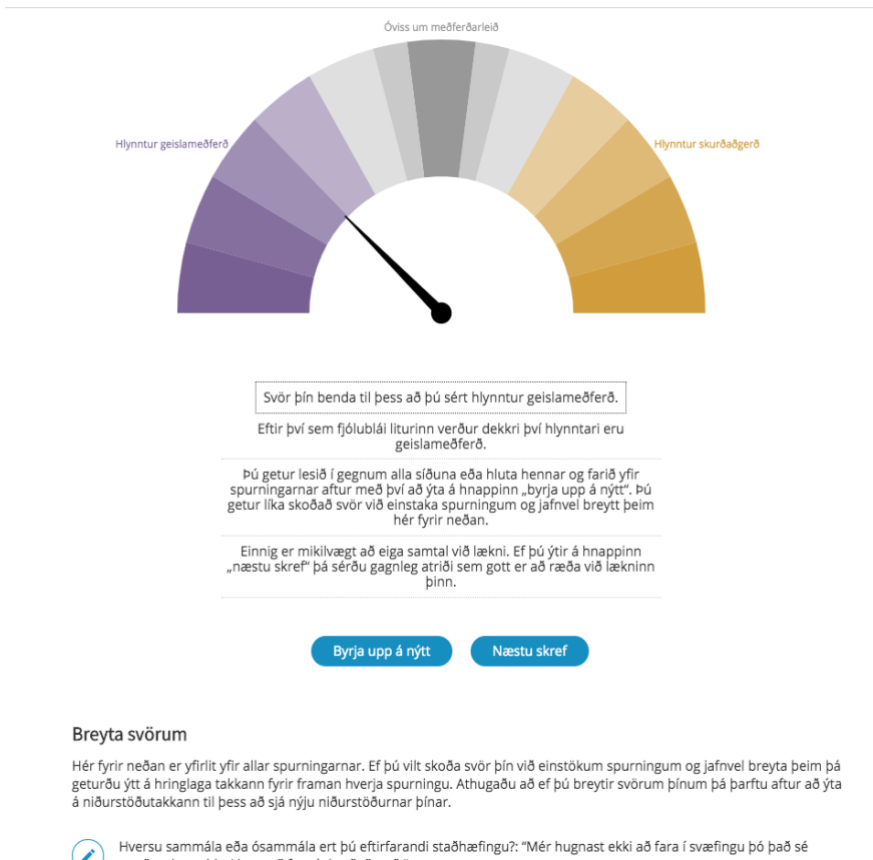 Óviss um meðferðarleið
Hlynntur geislameðferð
Hlynntur skurðaðgerð
Svör þín benda til þess að þú sért hlynntur geislameðferð.
Eftir því sem fjólublái liturinn verður dekkri því hlynntari eru
geislameðferð.
Þú getur lesið í gegnum alla síðuna eða hluta hennar og farið yfir
spurningarnar aftur með því að ýta á hnappinn „byrja upp á nýtt“. Þú
getur líka skoðað svör við einstaka spurningum og jafnvel breytt þeim
hér fyrir neðan.
Einnig er mikilvægt að eiga samtal við lækni. Ef þú ýtir á hnappinn
„næstu skref“ þá sérðu gagnleg atriði sem gott er að ræða við lækninn
þinn.
Byrja upp á nýtt
Næstu skref
Breyta svörum
Hér fyrir neðan er yfirlit yfir allar spurningarnar. Ef þú vilt skoða svör þín við einstökum spurningum og jafnvel breyta þeim þá
geturðu ýtt á hringlaga takkann fyrir framan hverja spurningu. Athugaðu að ef þú breytir svörum þínum þá þarftu aftur að ýta
á niðurstöðutakkann til þess að sjá nýju niðurstöðurnar þínar.
Hversu sammála eða ósammála ert þú eftirfarandi staðhæfingu?: "Mér hugnast ekki að fara í svæfingu þó það sé